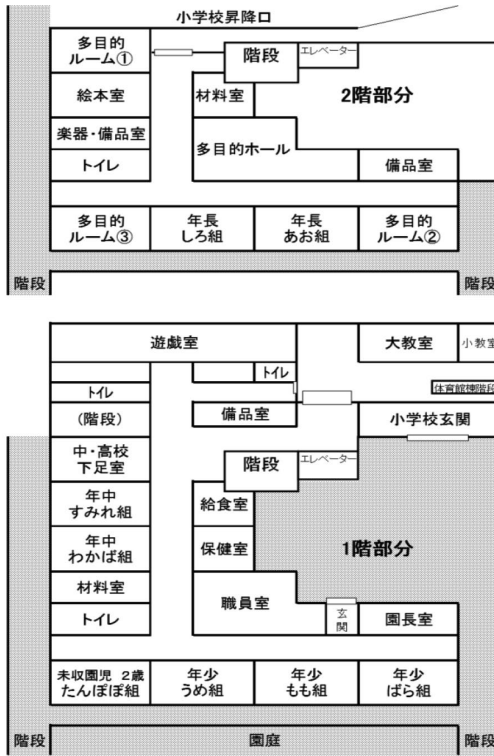 小学校昇降口
多目的
ルーム①
階段
エレベーター
絵本室
材料室
2階部分
楽器・備品室
多目的ホール
トイレ
備品室
多目的
ルーム③
年長
しろ組
年長
あお組
多目的
ルーム②
階段
階段
遊戯室
大教室
小教室
トイレ
トイレ
体育館棟階段
(階段)
備品室
小学校玄関
中・高校
下足室
階段
エレベーター
年中
すみれ組
給食室
年中
わかば組
保健室
1階部分
材料室
職員室
トイレ
玄
関
園長室
未収園児 2歳
たんぽぽ組
年少
うめ組
年少
もも組
年少
ばら組
階段
園庭
階段